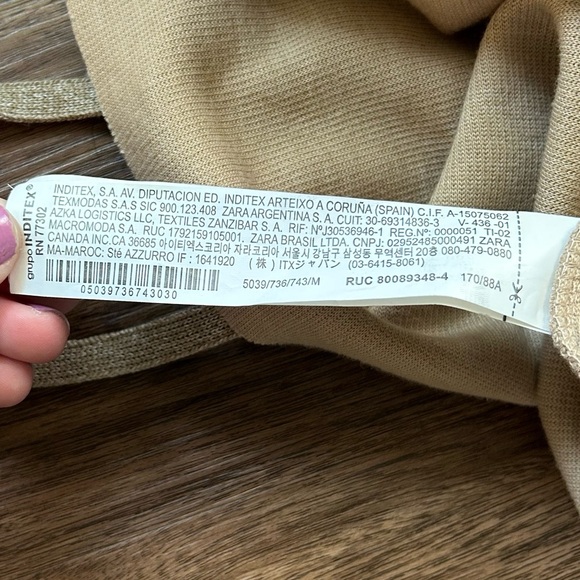 grupo INDITEX®
RN 77302
INDITEX, S.A. AV. DIPUTACION ED. INDITEX ARTEIXO A CORUÑA (SPAIN) C.I.F. A-15075062
TEXMODAS S.A.S SIC 900.123.408 ZARA ARGENTINA S. A. CUIT: 30-69314836-3 V- 436 -01
AZKA LOGISTICS LLC, TEXTILES ZANZIBAR S. A. RIF: NºJ30536946-1 REG.Nº: 0000051 TI-02
MACROMODA S.A. RUC 1792159105001. ZARA BRASIL LTDA. CNPJ: 02952485000491 ZARA
CANADA INC.CA 36685 아이티엑스코리아 자라코리아 서울시 강남구 삼성동 무역센터 20층 080-479-0880
MA-MAROC: Sté AZZURRO IF : 1641920 (株) ITXジャパン (03-6415-8061)
5039/736/743/M RUC 80089348-4 170/88A
05039736743030